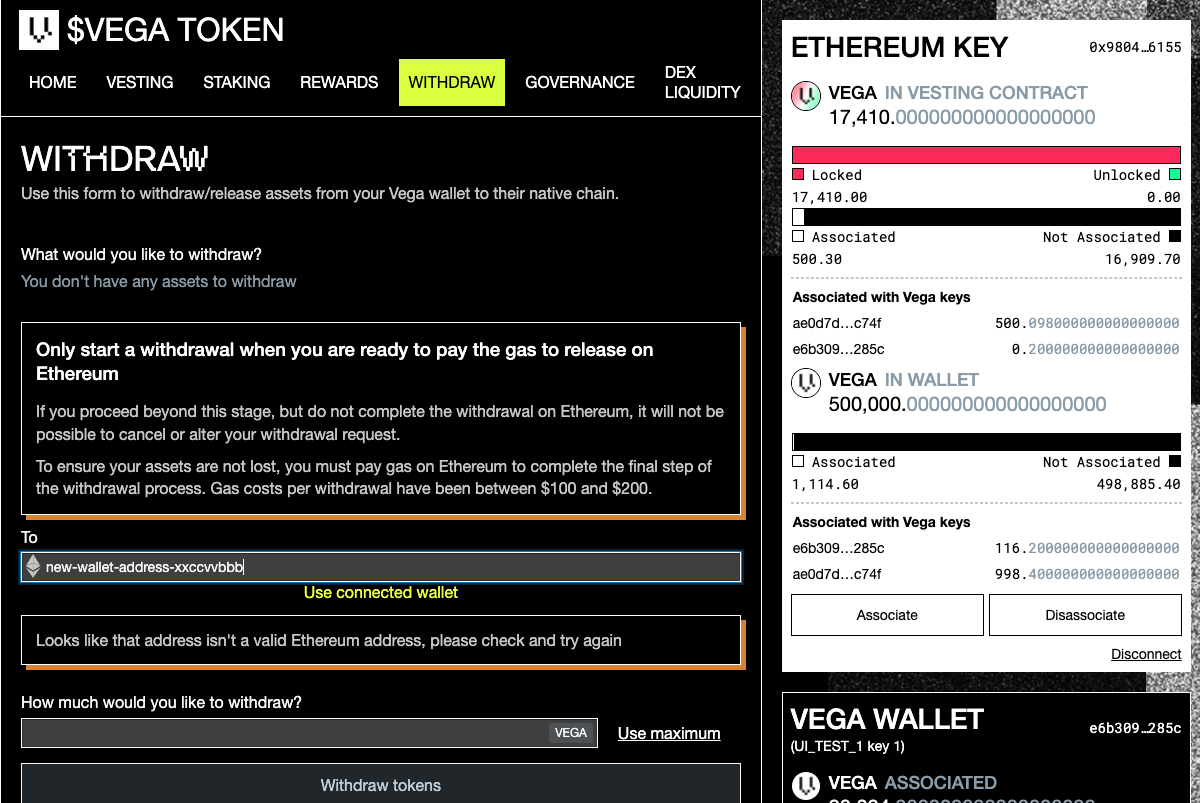 $VEGA TOKEN
HOME VESTING STAKING REWARDS WITHDRAW GOVERNANCE DEX LIQUIDITY
WITHDRAW
Use this form to withdraw/release assets from your Vega wallet to their native chain.
What would you like to withdraw?
You don't have any assets to withdraw
Only start a withdrawal when you are ready to pay the gas to release on
Ethereum
If you proceed beyond this stage, but do not complete the withdrawal on Ethereum, it will not be
possible to cancel or alter your withdrawal request.
To ensure your assets are not lost, you must pay gas on Ethereum to complete the final step of
the withdrawal process. Gas costs per withdrawal have been between $100 and $200.
To
new-wallet-address-xxccvvbbb
Use connected wallet
Looks like that address isn't a valid Ethereum address, please check and try again
How much would you like to withdraw?
VEGA Use maximum
Withdraw tokens
ETHEREUM KEY 0x9804…6155
VEGA IN VESTING CONTRACT
17,410.000000000000000000
Locked Unlocked
17,410.00 0.00
Associated Not Associated
500.30 16,909.70
Associated with Vega keys
ae0d7d…c74f 500.098000000000000000
e6b309…285c 0.200000000000000000
VEGA IN WALLET
500,000.000000000000000000
Associated Not Associated
1,114.60 498,885.40
Associated with Vega keys
e6b309…285c 116.200000000000000000
ae0d7d…c74f 998.400000000000000000
Associate Disassociate
Disconnect
VEGA WALLET e6b309…285c
(UI_TEST_1 key 1)
VEGA ASSOCIATED